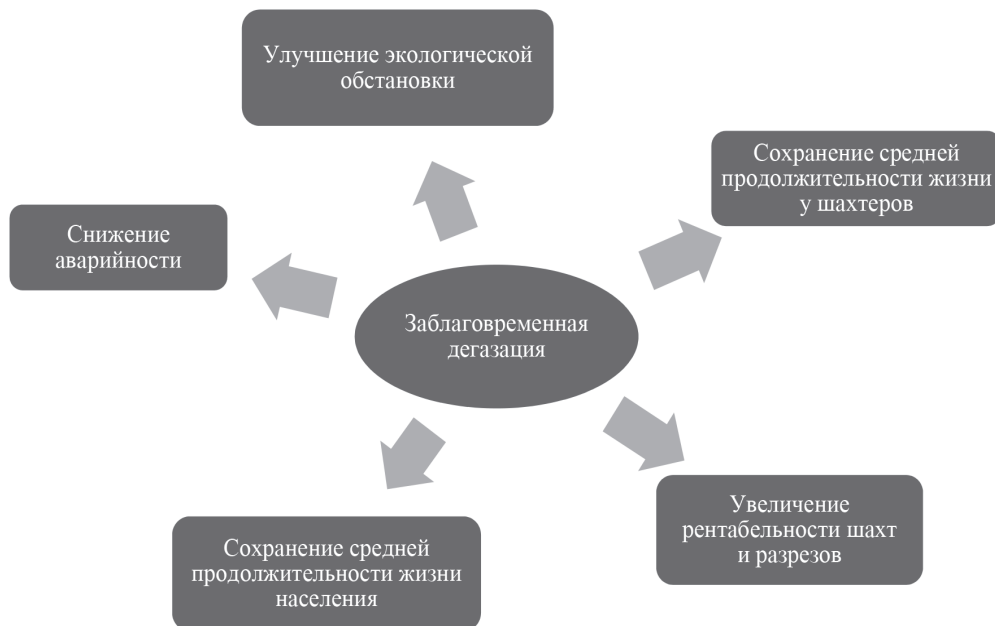 Улучшение экологической
обстановки
Сохранение средней
продолжительности жизни
у шахтеров
Снижение
аварийности
Заблаговременная
дегазация
Увеличение
рентабельности шахт
и разрезов
Сохранение средней
продолжительности жизни
населения